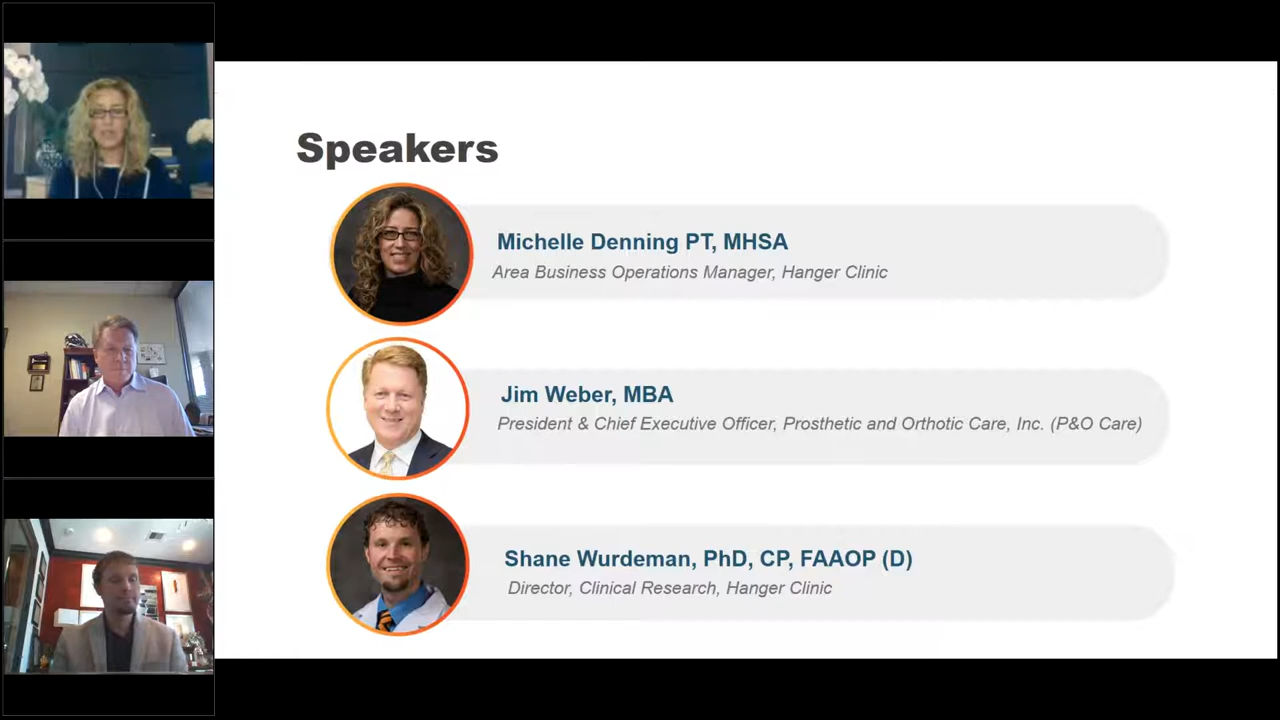 Speakers
Michelle Denning PT, MHSA
Area Business Operations Manager, Hanger Clinic
Jim Weber, MBA
President & Chief Executive Officer, Prosthetic and Orthotic Care, Inc. (P&O Care)
Shane Wurdeman, PhD, CP, FAAOP (D)
Director, Clinical Research, Hanger Clinic